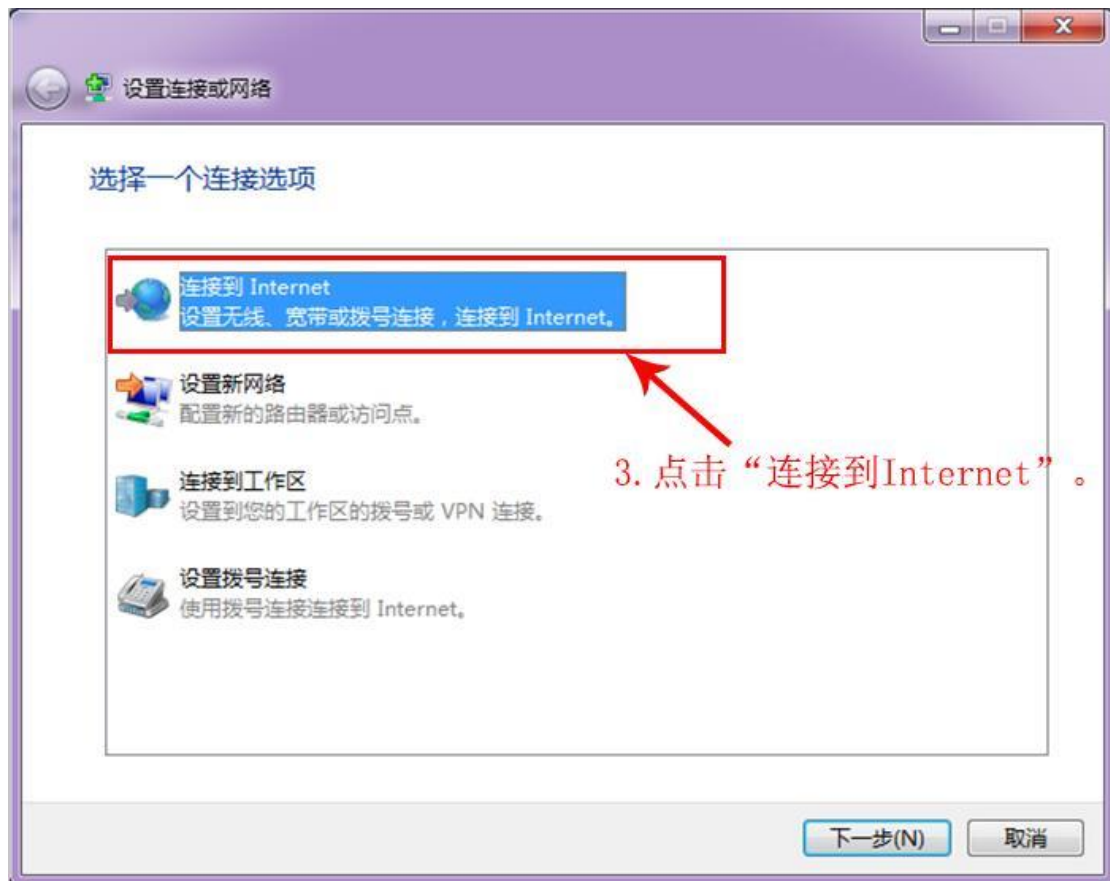 设置连接或网络
选择一个连接选项
连接到 Internet
设置无线、宽带或拨号连接，连接到 Internet。
设置新网络
配置新的路由器或访问点。
3.点击“连接到Internet”。
连接到工作区
设置到您的工作区的拨号或 VPN 连接。
设置拨号连接
使用拨号连接连接到 Internet。
下一步(N)
取消